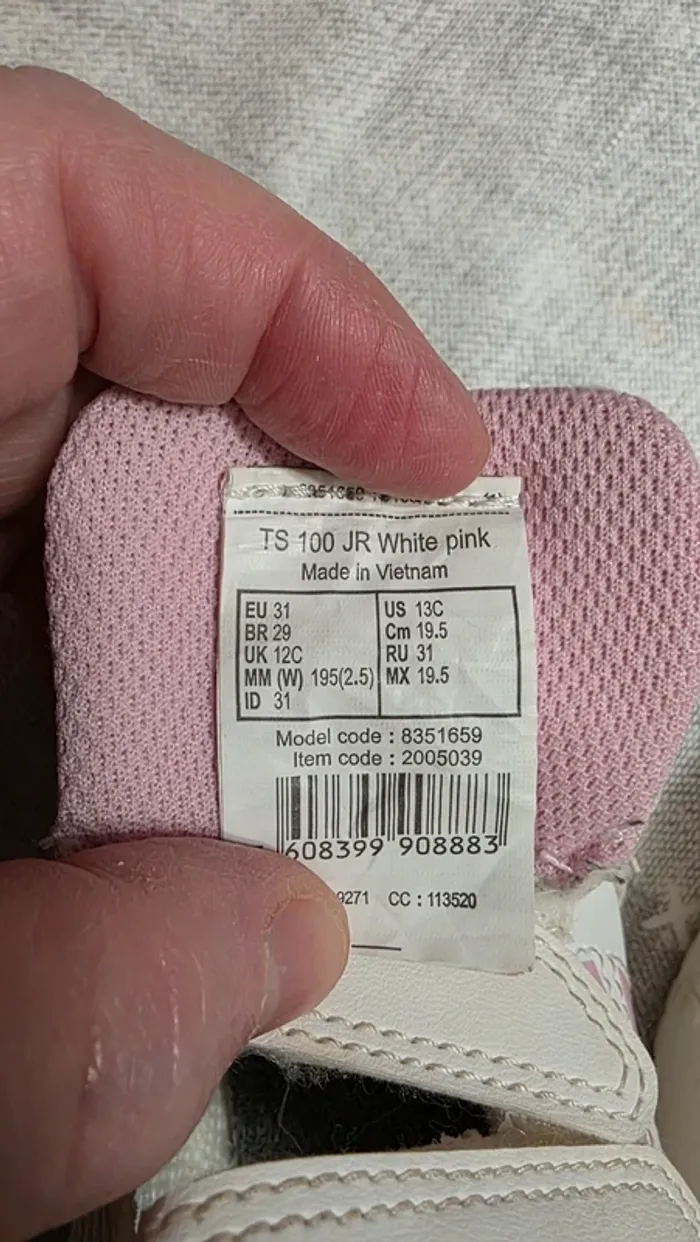 TS 100 JR White pink
Made in Vietnam
EU 31
BR 29
UK 12C
MM (W) 195(2.5)
ID 31
US 13C
Cm 19.5
RU 31
MX 19.5
Model code : 8351659
Item code : 2005039
608399 908883
9271 CC : 113520